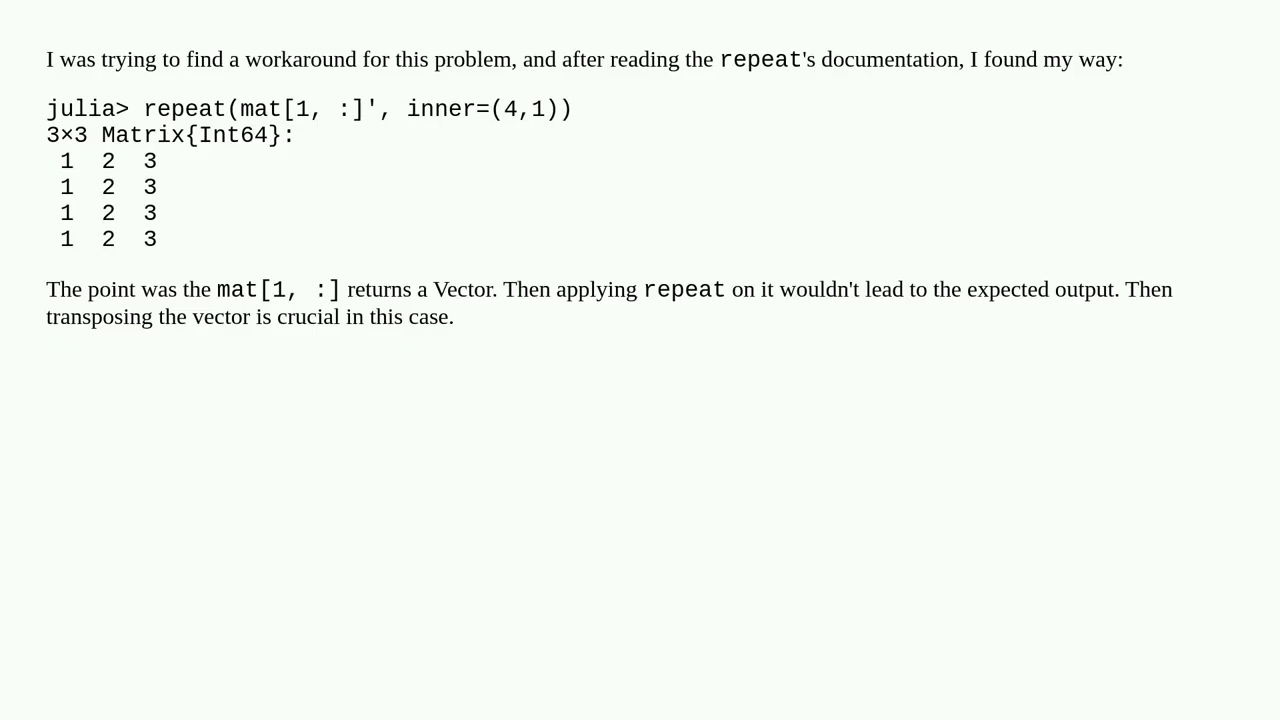 I was trying to find a workaround for this problem, and after reading the repeat's documentation, I found my way:
julia> repeat(mat[1, :]', inner=(4,1))
3×3 Matrix{Int64}:
 1  2  3
 1  2  3
 1  2  3
 1  2  3
The point was the mat[1, :] returns a Vector. Then applying repeat on it wouldn't lead to the expected output. Then
transposing the vector is crucial in this case.